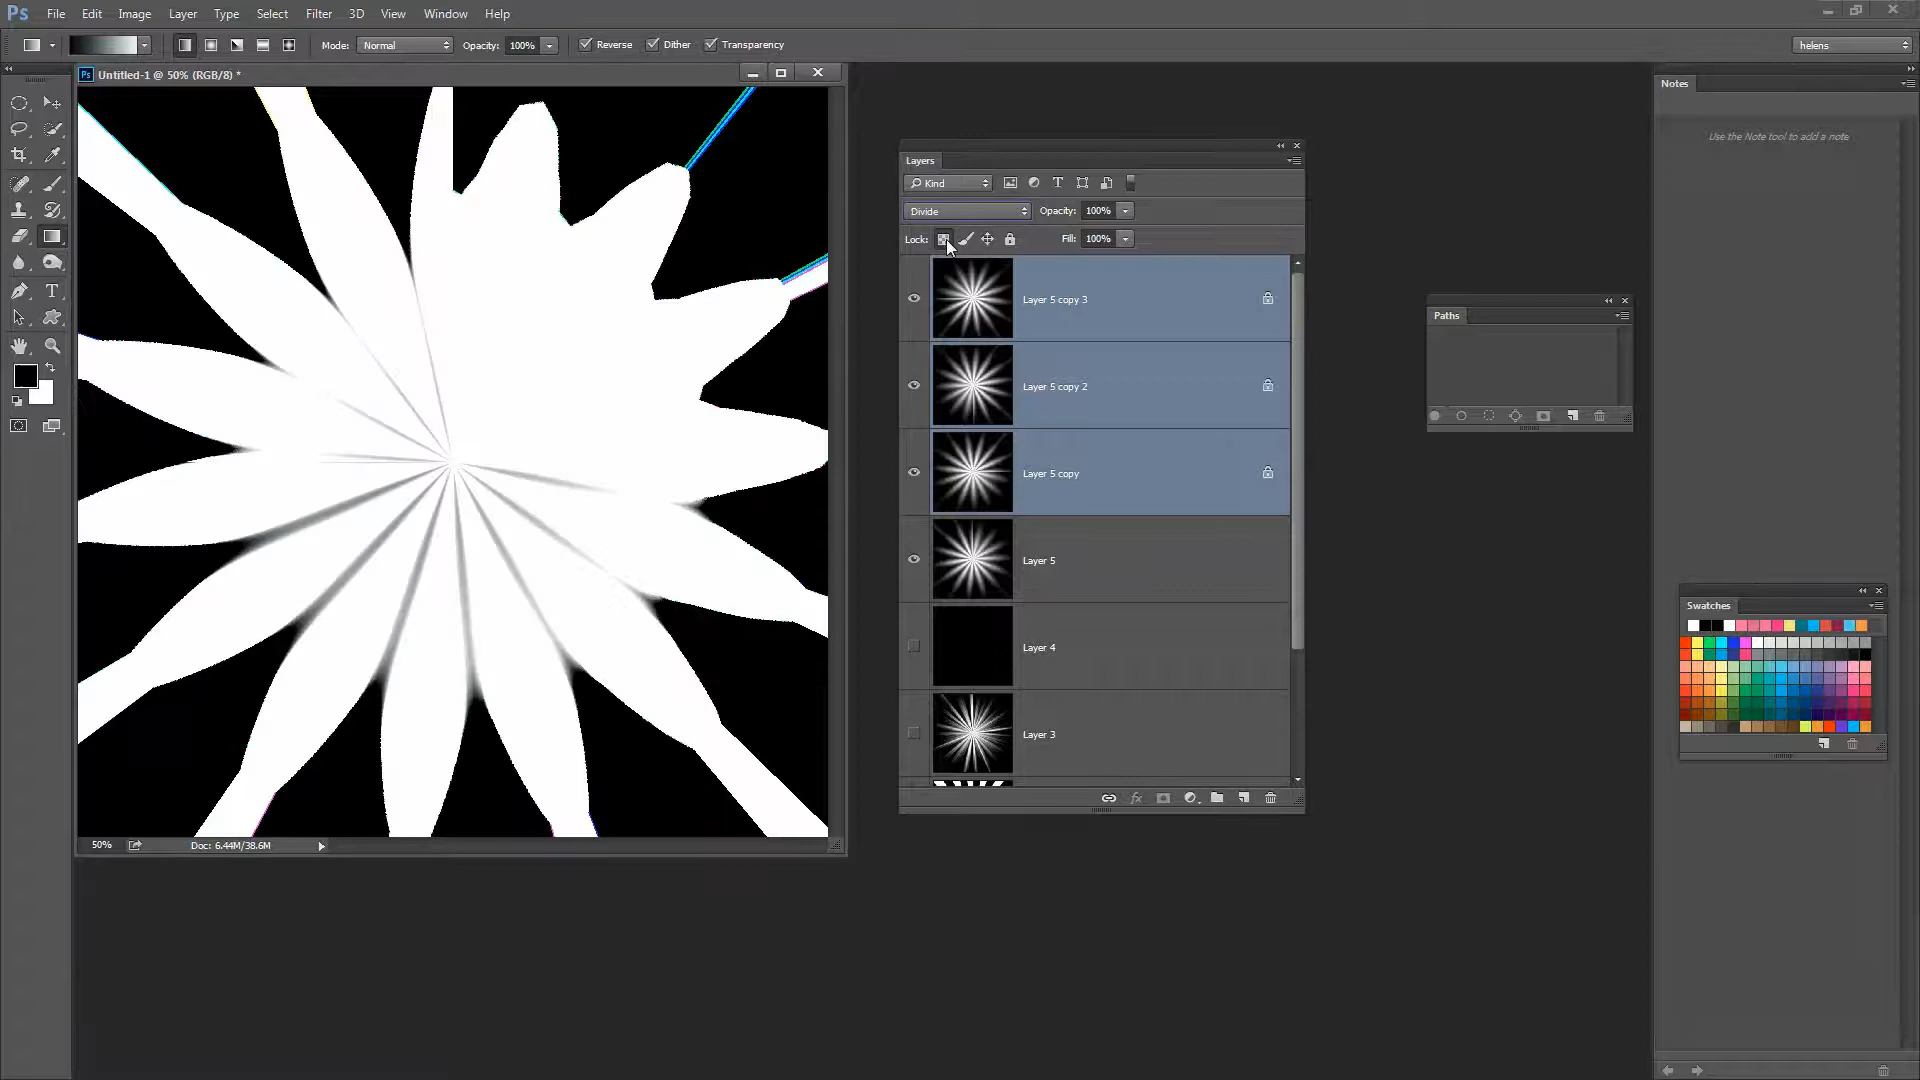 Ps File Edit Image Layer Type Select Filter 3D View Window Help
Mode: Normal Opacity: 100% Reverse Dither Transparency helens
Ps Untitled-1 @ 50% (RGB/8) *
Notes
Use the Note tool to add a note
Layers
Kind
Divide Opacity: 100%
Lock: Fill: 100%
Layer 5 copy 3
Layer 5 copy 2
Layer 5 copy
Layer 5
Layer 4
Layer 3
Paths
Swatches
50% Doc: 6.44M/38.6M